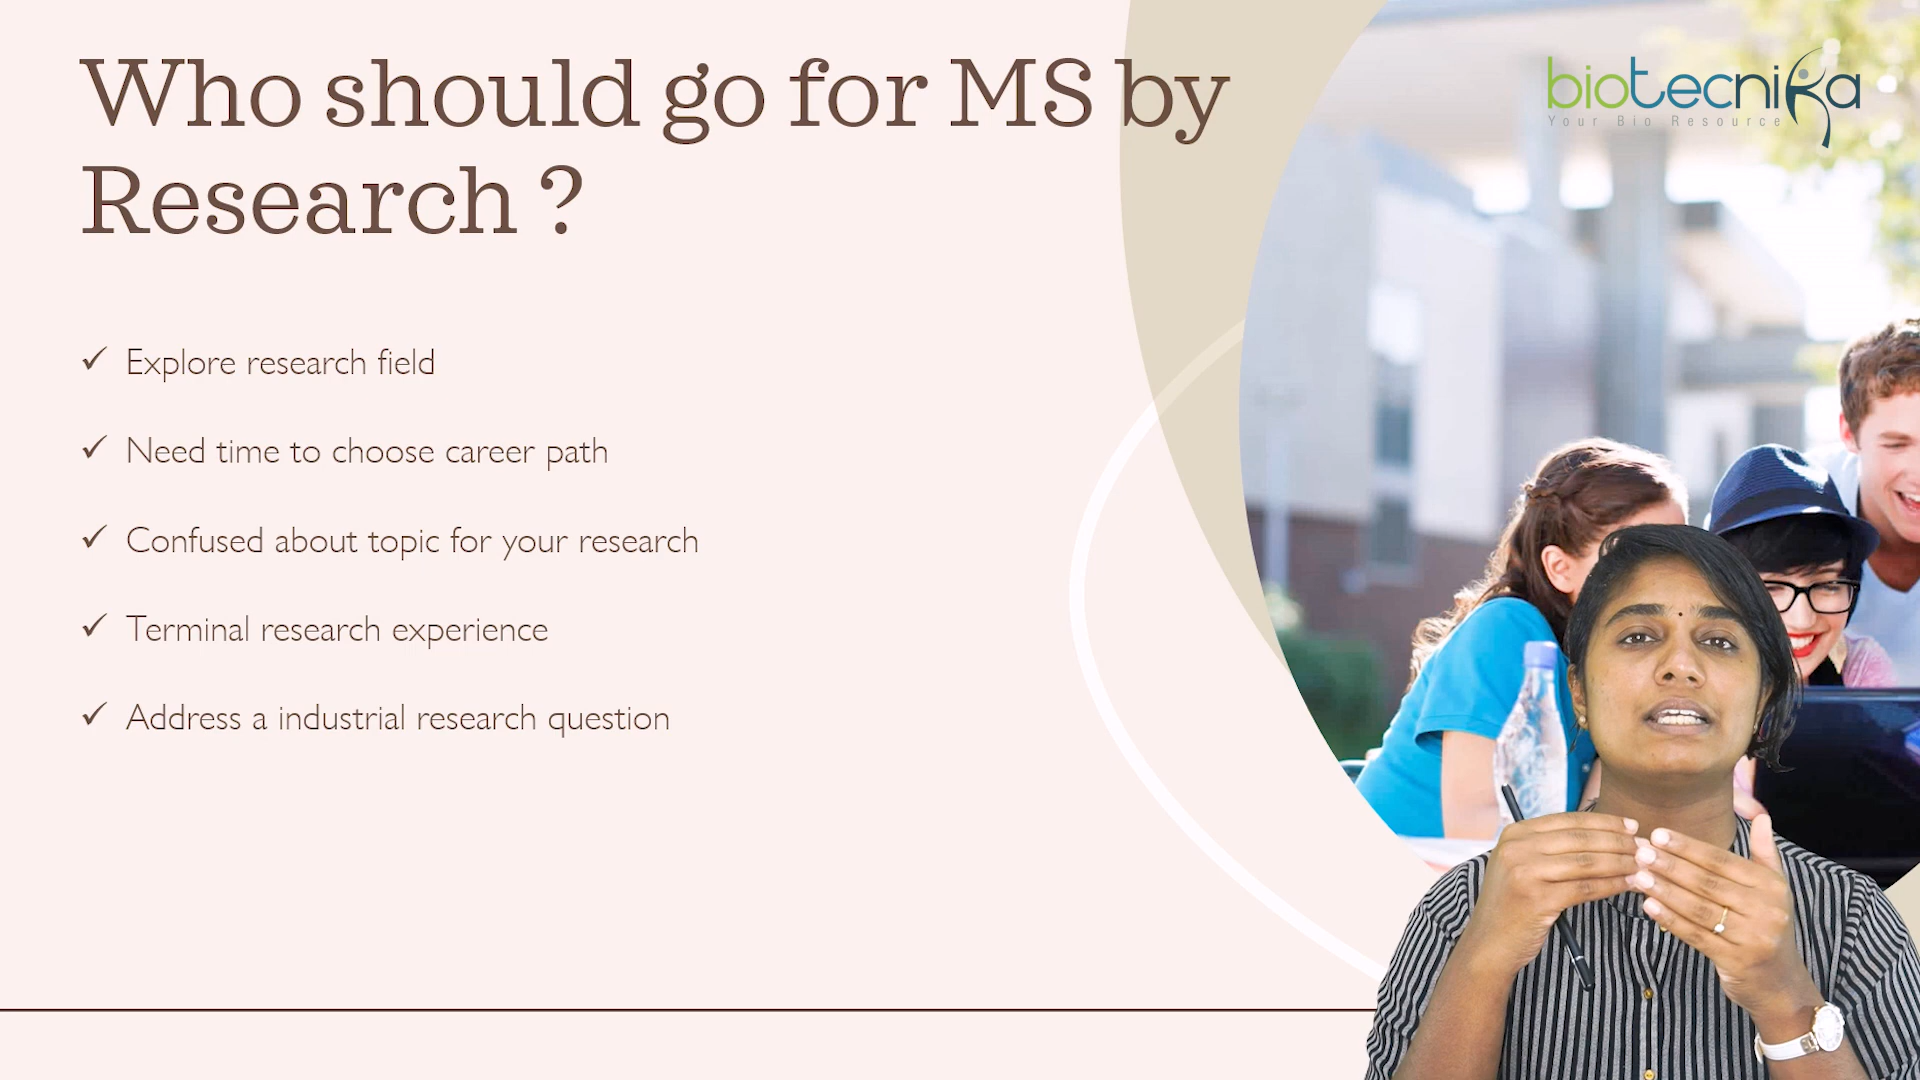 Who should go for MS by
Research ?
biotecnika
Your Bio Resource
✓ Explore research field
✓ Need time to choose career path
✓ Confused about topic for your research
✓ Terminal research experience
✓ Address a industrial research question